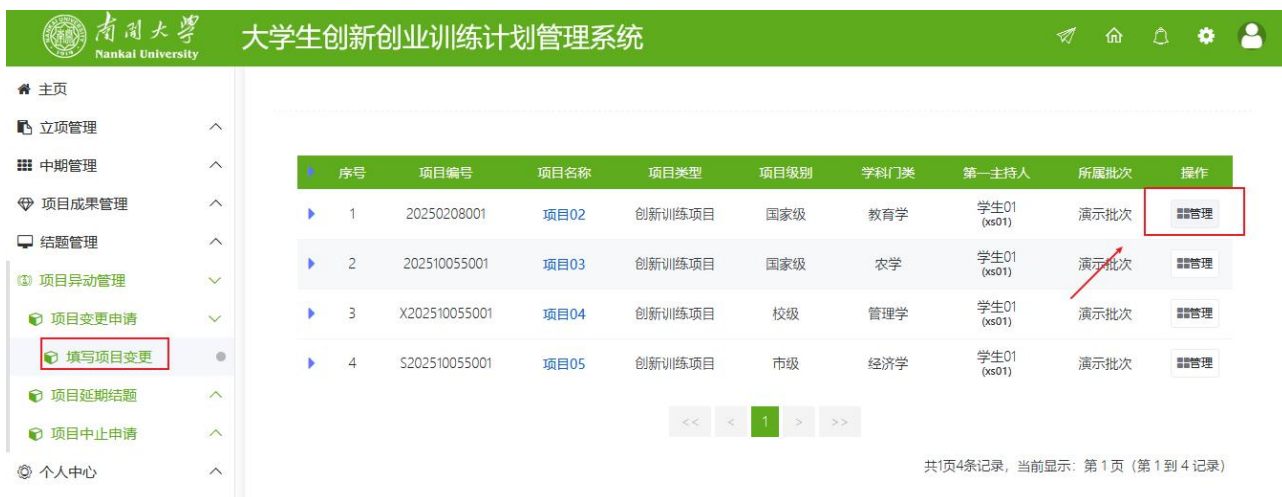 南開大學
Nankai University
大学生创新创业训练计划管理系统
主页
立项管理
中期管理
项目成果管理
结题管理
项目异动管理
项目变更申请
填写项目变更
项目延期结题
项目中止申请
个人中心
序号 项目编号 项目名称 项目类型 项目级别 学科门类 第一主持人 所属批次 操作
1 20250208001 项目02 创新训练项目 国家级 教育学 学生01 (xs01) 演示批次 管理
2 202510055001 项目03 创新训练项目 国家级 农学 学生01 (xs01) 演示批次 管理
3 X202510055001 项目04 创新训练项目 校级 管理学 学生01 (xs01) 演示批次 管理
4 S202510055001 项目05 创新训练项目 市级 经济学 学生01 (xs01) 演示批次 管理
<< < 1 > >>
共1页4条记录，当前显示：第1页（第1到4记录）